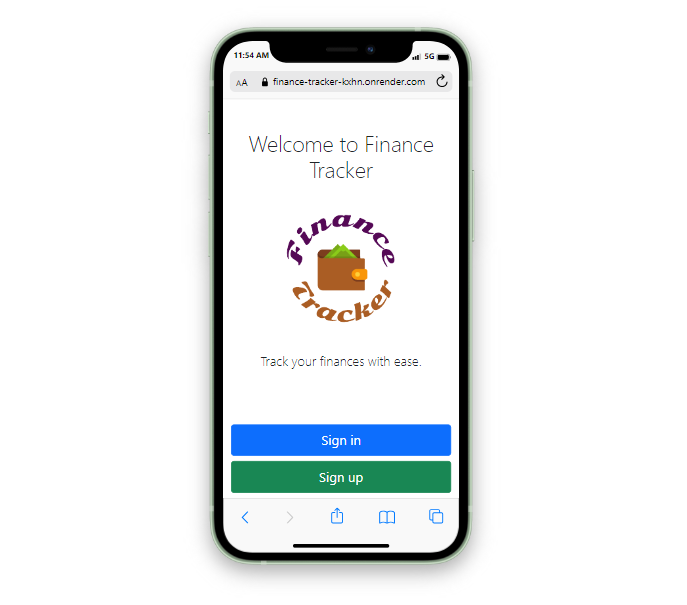 11:54 AM
5G
AA
finance-tracker-kxhn.onrender.com
Welcome to Finance
Tracker
Finance
Tracker
Track your finances with ease.
Sign in
Sign up